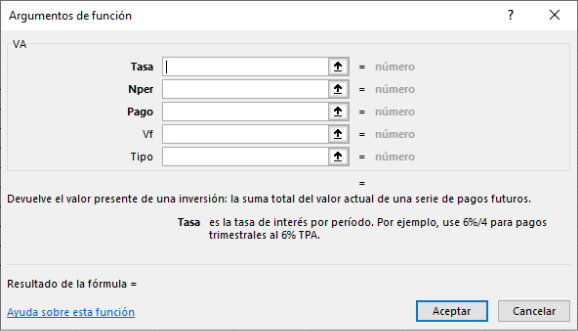 Argumentos de función ? ×
VA
Tasa = número
Nper = número
Pago = número
Vf = número
Tipo = número
=
Devuelve el valor presente de una inversión: la suma total del valor actual de una serie de pagos futuros.
Tasa es la tasa de interés por período. Por ejemplo, use 6%/4 para pagos
trimestrales al 6% TPA.
Resultado de la fórmula =
Ayuda sobre esta función Aceptar Cancelar